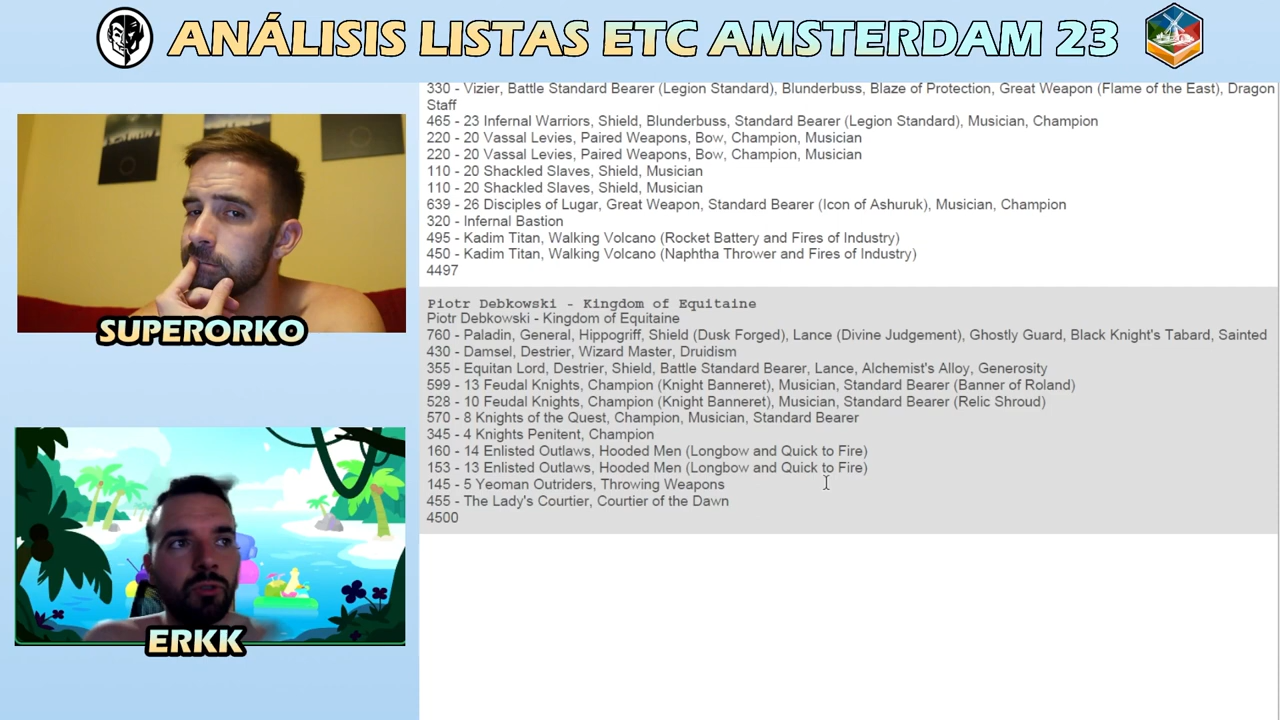 ANÁLISIS LISTAS ETC AMSTERDAM 23
330 - Vizier, Battle Standard Bearer (Legion Standard), Blunderbuss, Blaze of Protection, Great Weapon (Flame of the East), Dragon
Staff
465 - 23 Infernal Warriors, Shield, Blunderbuss, Standard Bearer (Legion Standard), Musician, Champion
220 - 20 Vassal Levies, Paired Weapons, Bow, Champion, Musician
220 - 20 Vassal Levies, Paired Weapons, Bow, Champion, Musician
110 - 20 Shackled Slaves, Shield, Musician
110 - 20 Shackled Slaves, Shield, Musician
639 - 26 Disciples of Lugar, Great Weapon, Standard Bearer (Icon of Ashuruk), Musician, Champion
320 - Infernal Bastion
495 - Kadim Titan, Walking Volcano (Rocket Battery and Fires of Industry)
450 - Kadim Titan, Walking Volcano (Naphtha Thrower and Fires of Industry)
4497
Piotr Debkowski - Kingdom of Equitaine
Piotr Debkowski - Kingdom of Equitaine
760 - Paladin, General, Hippogriff, Shield (Dusk Forged), Lance (Divine Judgement), Ghostly Guard, Black Knight's Tabard, Sainted
430 - Damsel, Destrier, Wizard Master, Druidism
355 - Equitan Lord, Destrier, Shield, Battle Standard Bearer, Lance, Alchemist's Alloy, Generosity
599 - 13 Feudal Knights, Champion (Knight Banneret), Musician, Standard Bearer (Banner of Roland)
528 - 10 Feudal Knights, Champion (Knight Banneret), Musician, Standard Bearer (Relic Shroud)
570 - 8 Knights of the Quest, Champion, Musician, Standard Bearer
345 - 4 Knights Penitent, Champion
160 - 14 Enlisted Outlaws, Hooded Men (Longbow and Quick to Fire)
153 - 13 Enlisted Outlaws, Hooded Men (Longbow and Quick to Fire)
145 - 5 Yeoman Outriders, Throwing Weapons
455 - The Lady's Courtier, Courtier of the Dawn
4500
SUPERORKO
ERKK